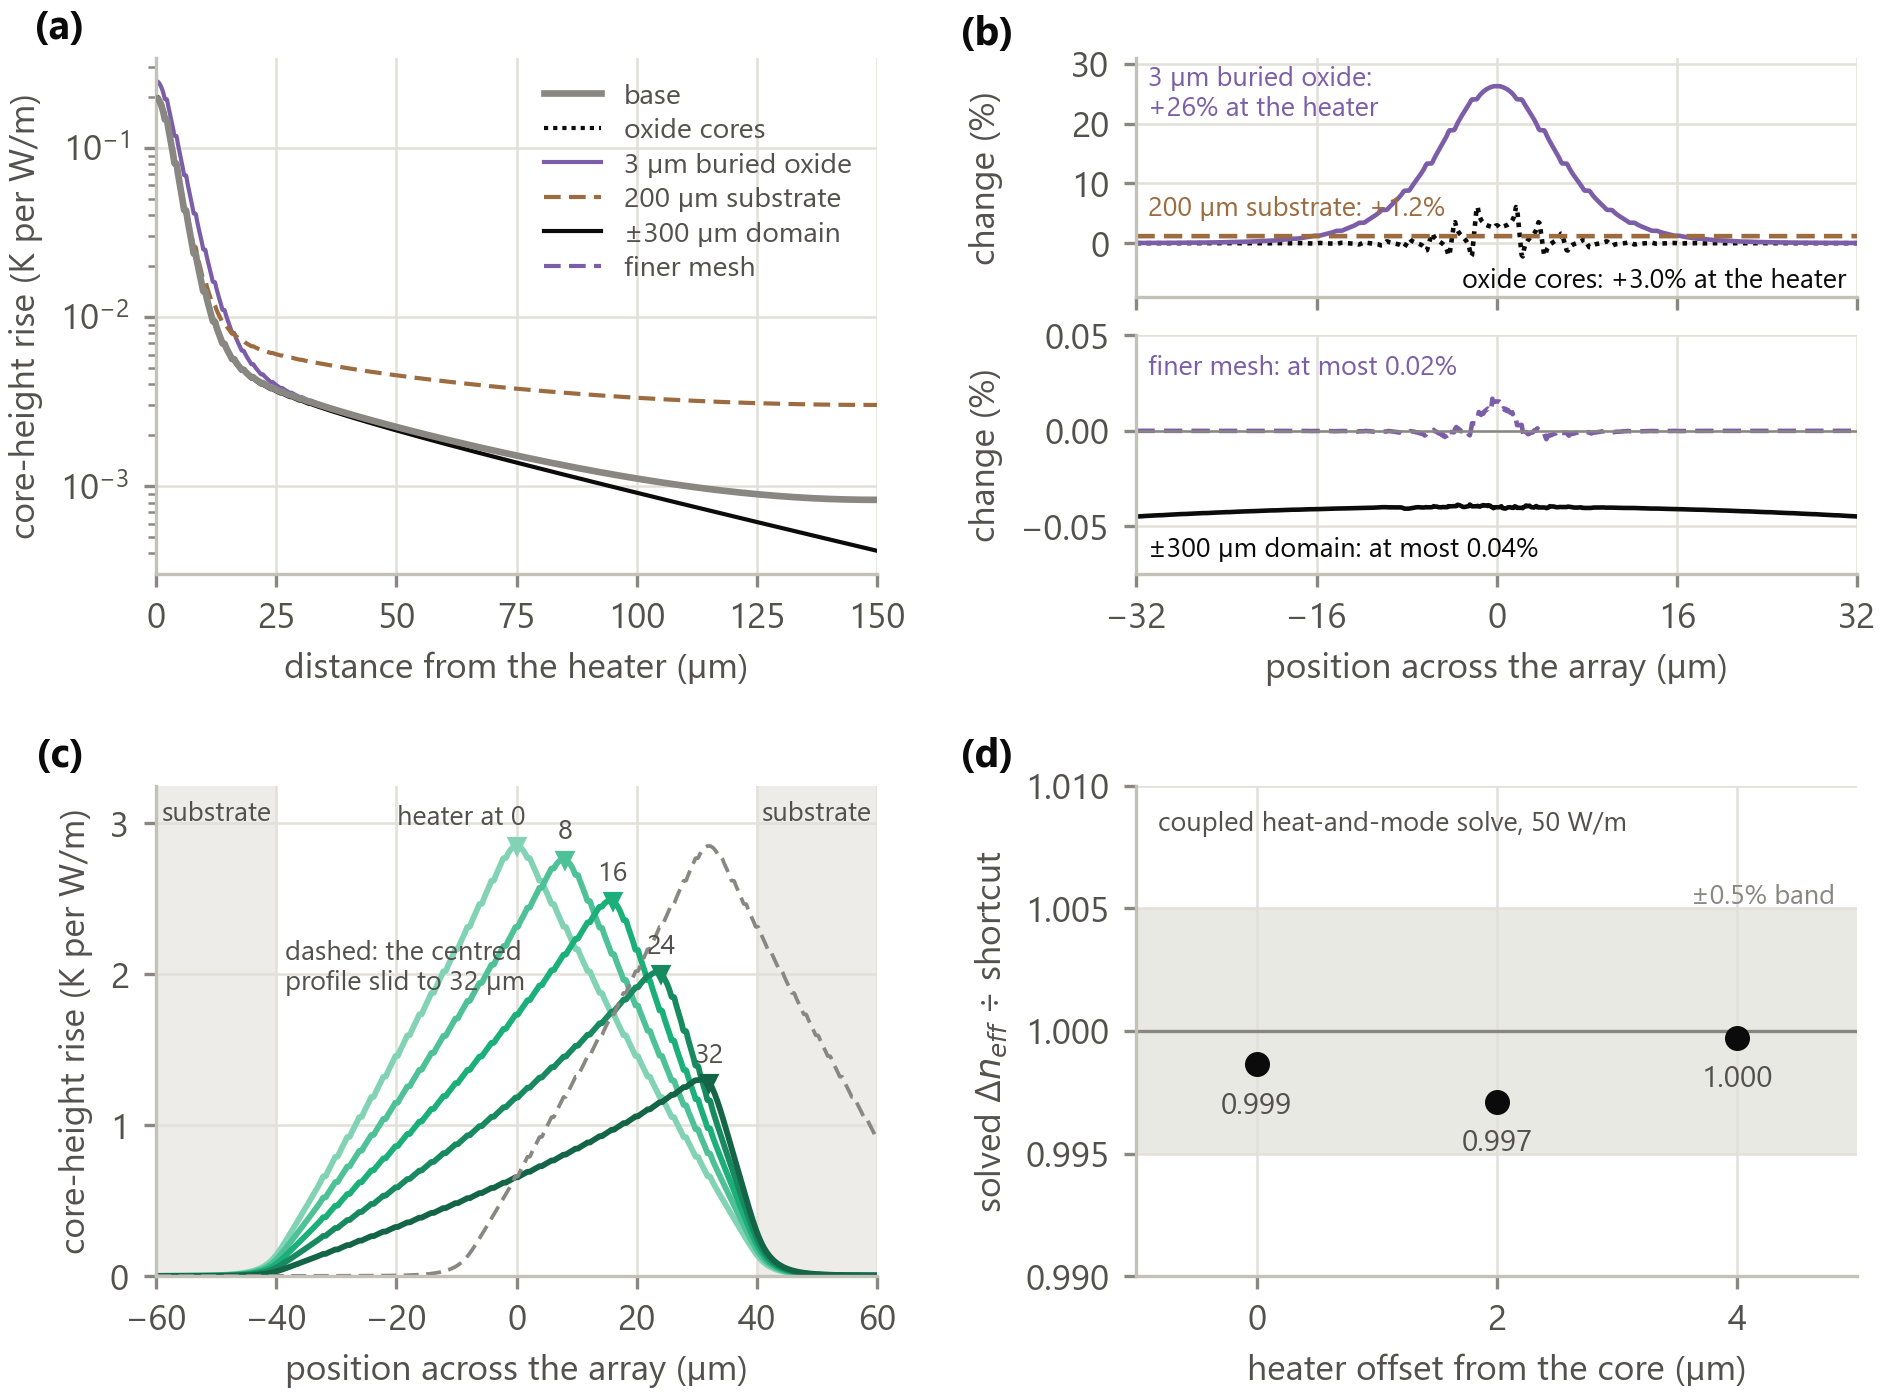 (a)
core-height rise (K per W/m)
10⁻¹
10⁻²
10⁻³
base
oxide cores
3 µm buried oxide
200 µm substrate
±300 µm domain
finer mesh
0 25 50 75 100 125 150
distance from the heater (µm)
(b)
change (%)
30
20
10
0
3 µm buried oxide:
+26% at the heater
200 µm substrate: +1.2%
oxide cores: +3.0% at the heater
change (%)
0.05
0.00
−0.05
finer mesh: at most 0.02%
±300 µm domain: at most 0.04%
−32 −16 0 16 32
position across the array (µm)
(c)
core-height rise (K per W/m)
3
2
1
0
substrate
heater at 0
8
16
24
32
substrate
dashed: the centred
profile slid to 32 µm
−60 −40 −20 0 20 40 60
position across the array (µm)
(d)
solved Δn_eff ÷ shortcut
1.010
1.005
1.000
0.995
0.990
coupled heat-and-mode solve, 50 W/m
±0.5% band
0.999
0.997
1.000
0 2 4
heater offset from the core (µm)